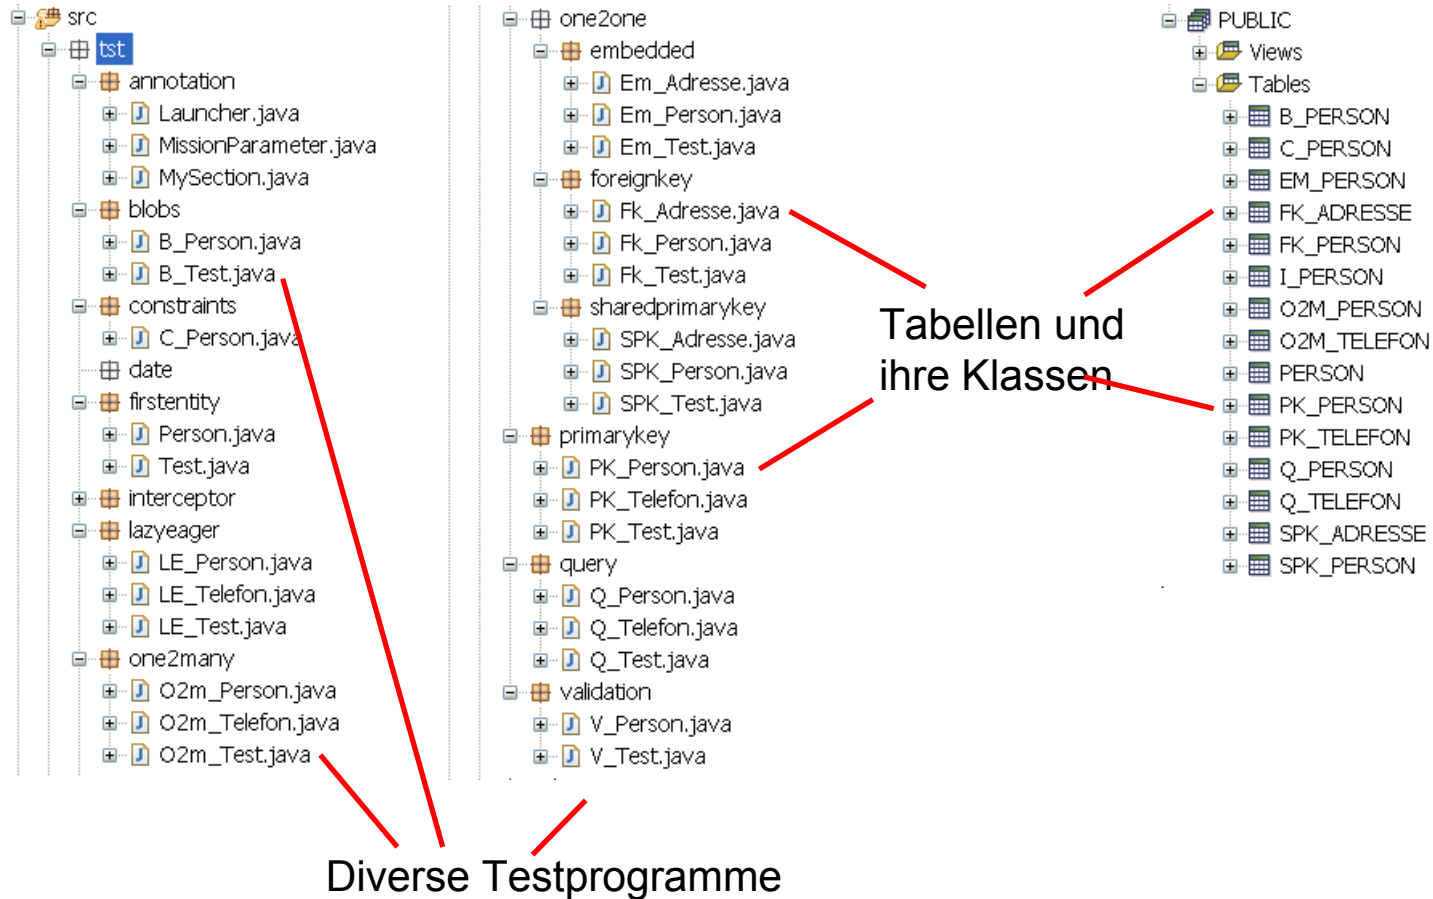 src
tst
annotation
Launcher.java
MissionParameter.java
MySection.java
blobs
B_Person.java
B_Test.java
constraints
C_Person.java
date
firstentity
Person.java
Test.java
interceptor
lazyeager
LE_Person.java
LE_Telefon.java
LE_Test.java
one2many
O2m_Person.java
O2m_Telefon.java
O2m_Test.java
one2one
embedded
Em_Adresse.java
Em_Person.java
Em_Test.java
foreignkey
Fk_Adresse.java
Fk_Person.java
Fk_Test.java
sharedprimarykey
SPK_Adresse.java
SPK_Person.java
SPK_Test.java
primarykey
PK_Person.java
PK_Telefon.java
PK_Test.java
query
Q_Person.java
Q_Telefon.java
Q_Test.java
validation
V_Person.java
V_Test.java
Tabellen und
ihre Klassen
PUBLIC
Views
Tables
B_PERSON
C_PERSON
EM_PERSON
FK_ADRESSE
FK_PERSON
I_PERSON
O2M_PERSON
O2M_TELEFON
PERSON
PK_PERSON
PK_TELEFON
Q_PERSON
Q_TELEFON
SPK_ADRESSE
SPK_PERSON
Diverse Testprogramme